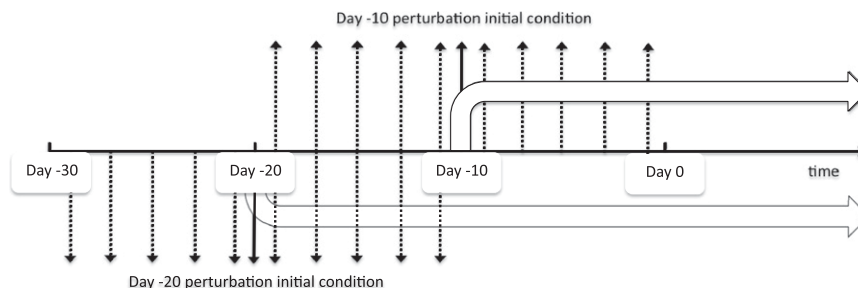 Day -10 perturbation initial condition
Day -30
Day -20
Day -10
Day 0
time
Day -20 perturbation initial condition